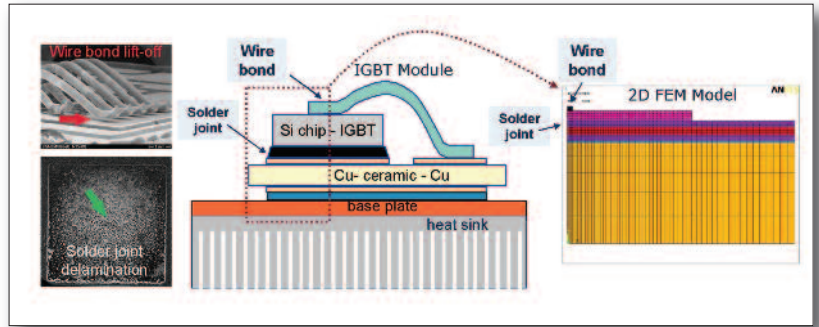 Wire bond lift-off
Solder joint
delamination
Wire
bond
IGBT Module
Solder
joint
Si chip - IGBT
Cu- ceramic - Cu
base plate
heat sink
Wire
bond
Solder
joint
2D FEM Model
AN